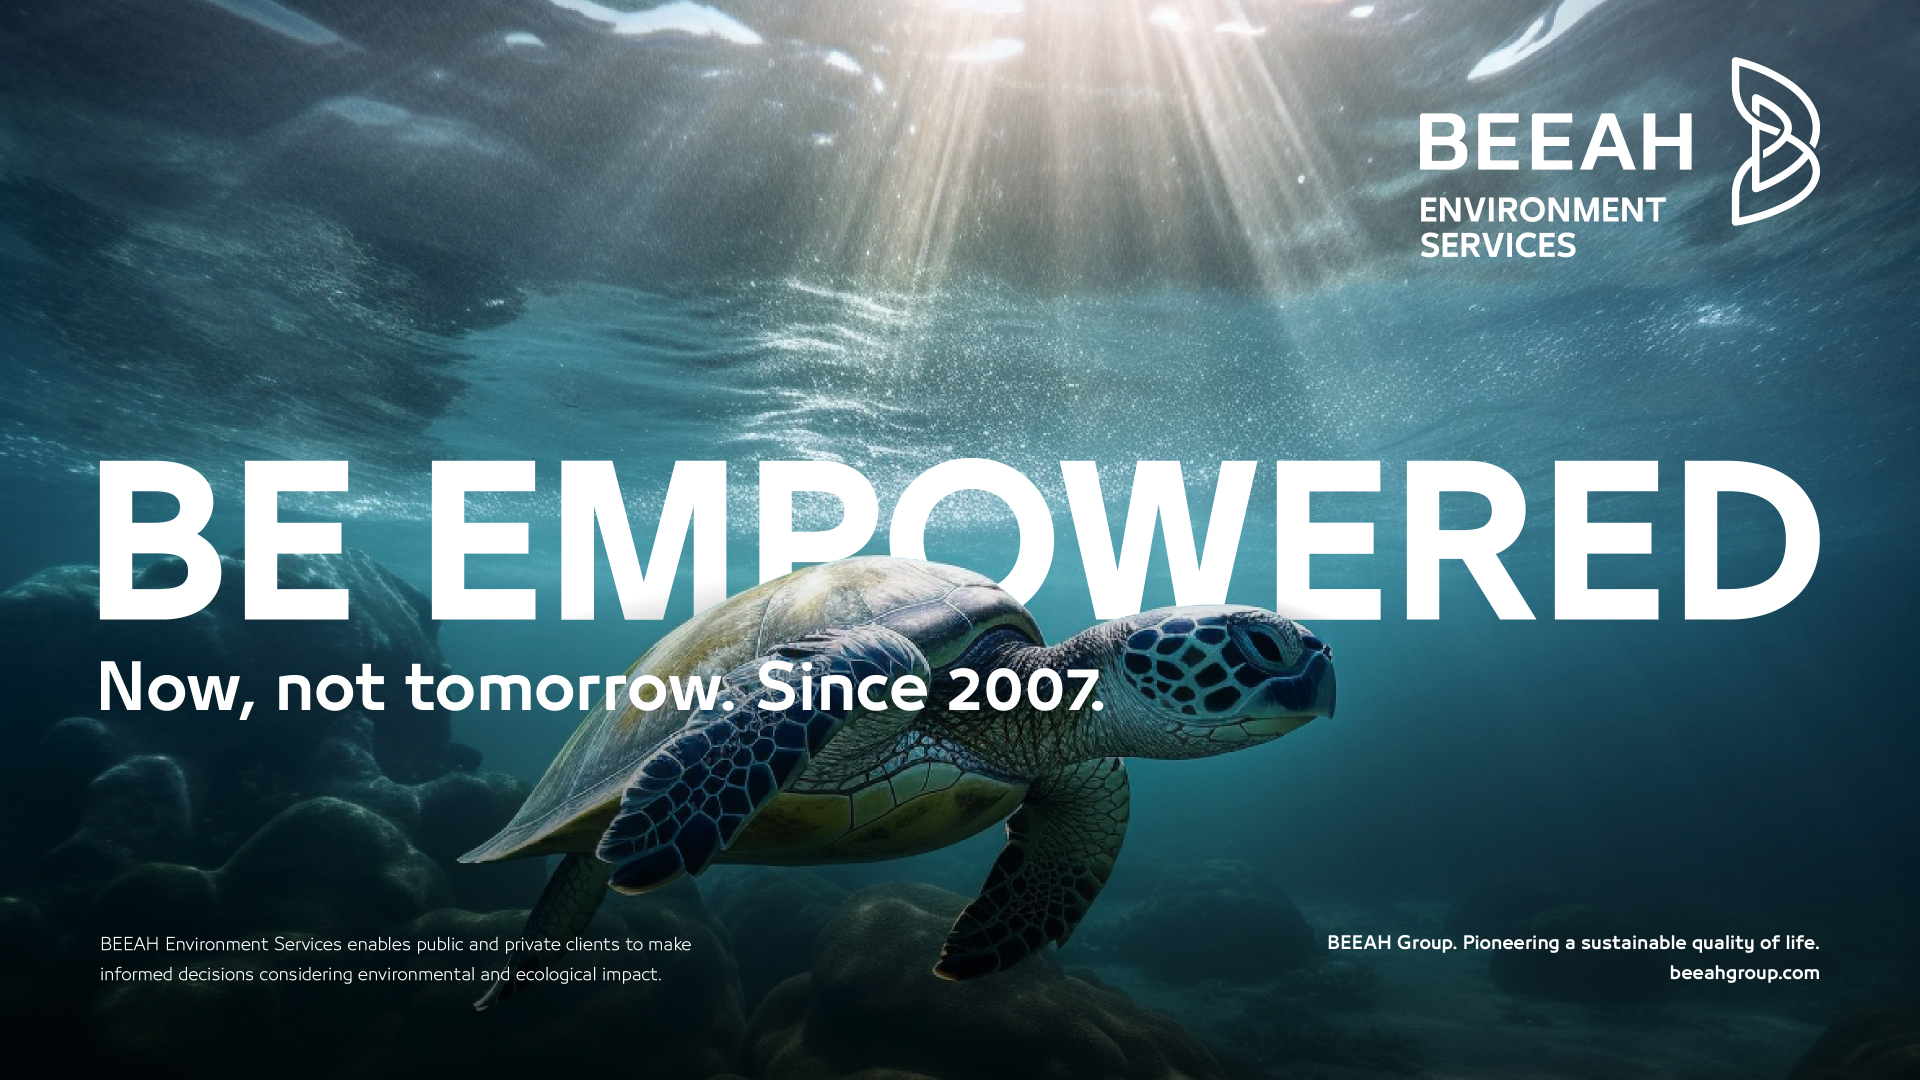 BEEAH
ENVIRONMENT
SERVICES
BE EMPOWERED
Now, not tomorrow. Since 2007.
BEEAH Environment Services enables public and private clients to make
informed decisions considering environmental and ecological impact.
BEEAH Group. Pioneering a sustainable quality of life.
beeahgroup.com